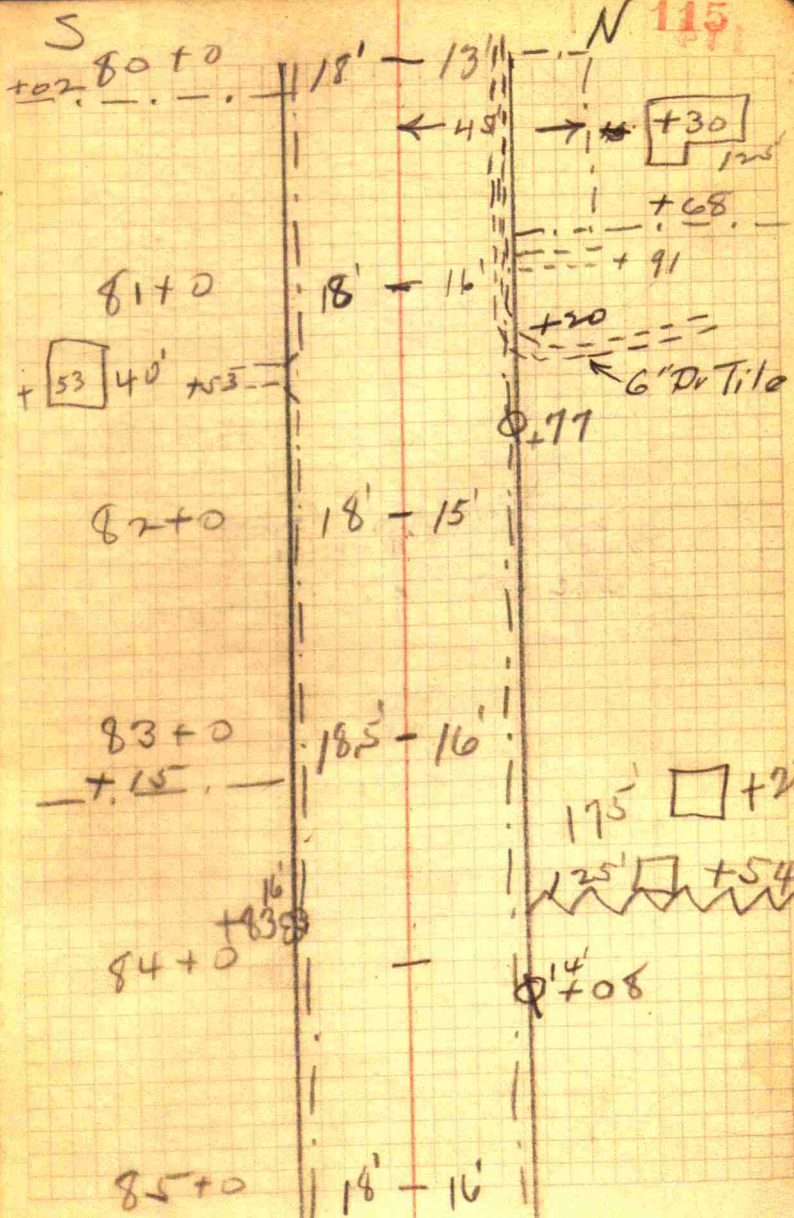 S N 115
80+0 18' - 13'
+02
← 45' → +30
125'
+68
81+0 18' - 16' +91
+20
+ 53 40' +53
6" Dr Tile
+77
82+0 18' - 15'
83+0 18.5 - 16'
+15
175' +2
125' +54
16'
+83
84+0 -
14'
+08
85+0 18' - 16'